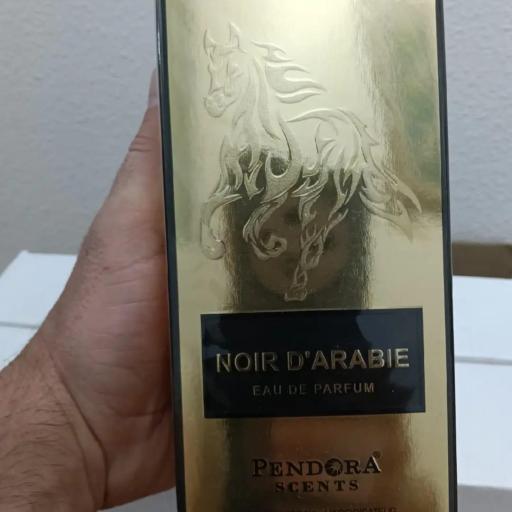 NOIR D'ARABIE
EAU DE PARFUM
PENDORA
SCENTS